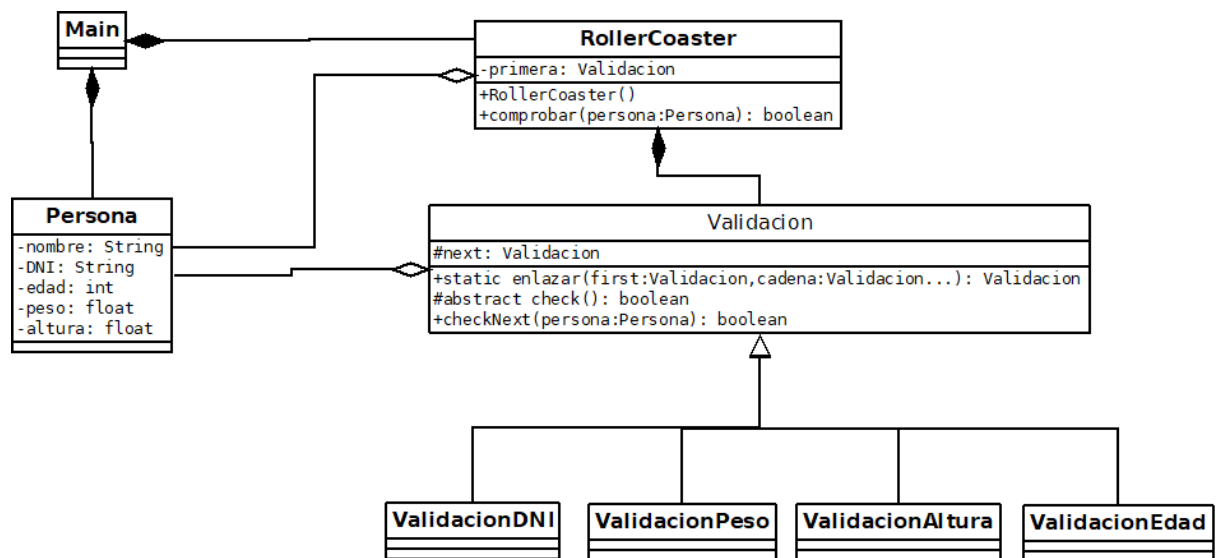 Main
RollerCoaster
-primera: Validacion
+RollerCoaster()
+comprobar(persona:Persona): boolean
Persona
-nombre: String
-DNI: String
-edad: int
-peso: float
-altura: float
Validacion
#next: Validacion
+static enlazar(first:Validacion,cadena:Validacion...): Validacion
#abstract check(): boolean
+checkNext(persona:Persona): boolean
ValidacionDNI
ValidacionPeso
ValidacionAltura
ValidacionEdad